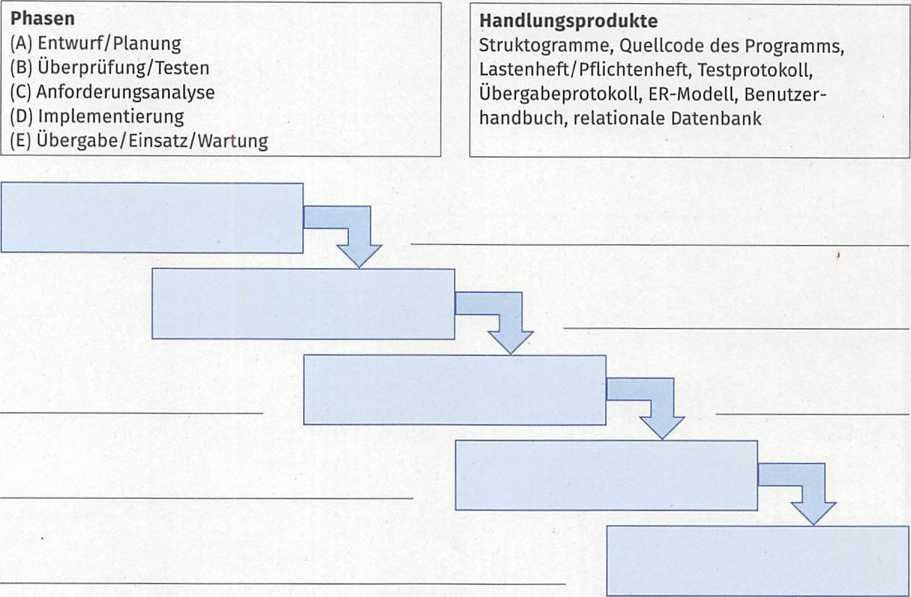 Phasen
(A) Entwurf/Planung
(B) Überprüfung/Testen
(C) Anforderungsanalyse
(D) Implementierung
(E) Übergabe/Einsatz/Wartung
Handlungsprodukte
Struktogramme, Quellcode des Programms,
Lastenheft/Pflichtenheft, Testprotokoll,
Übergabeprotokoll, ER-Modell, Benutzer-
handbuch, relationale Datenbank